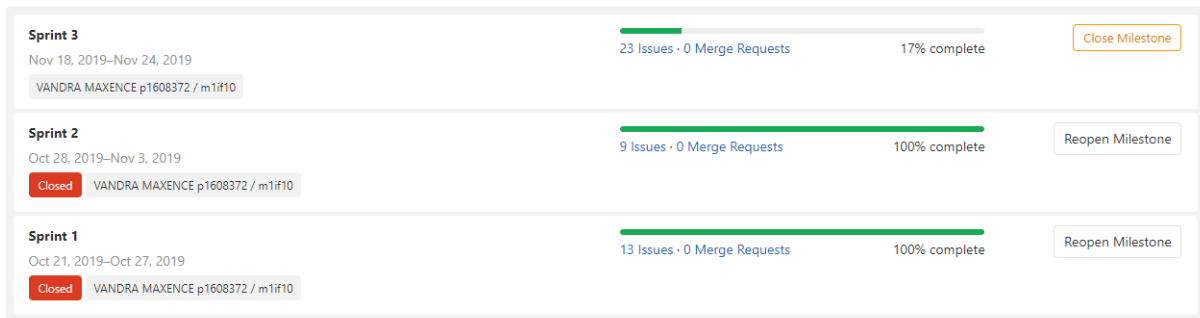 Sprint 3
Nov 18, 2019–Nov 24, 2019
VANDRA MAXENCE p1608372 / m1if10
23 Issues · 0 Merge Requests 17% complete
Close Milestone
Sprint 2
Oct 28, 2019–Nov 3, 2019
Closed VANDRA MAXENCE p1608372 / m1if10
9 Issues · 0 Merge Requests 100% complete
Reopen Milestone
Sprint 1
Oct 21, 2019–Oct 27, 2019
Closed VANDRA MAXENCE p1608372 / m1if10
13 Issues · 0 Merge Requests 100% complete
Reopen Milestone